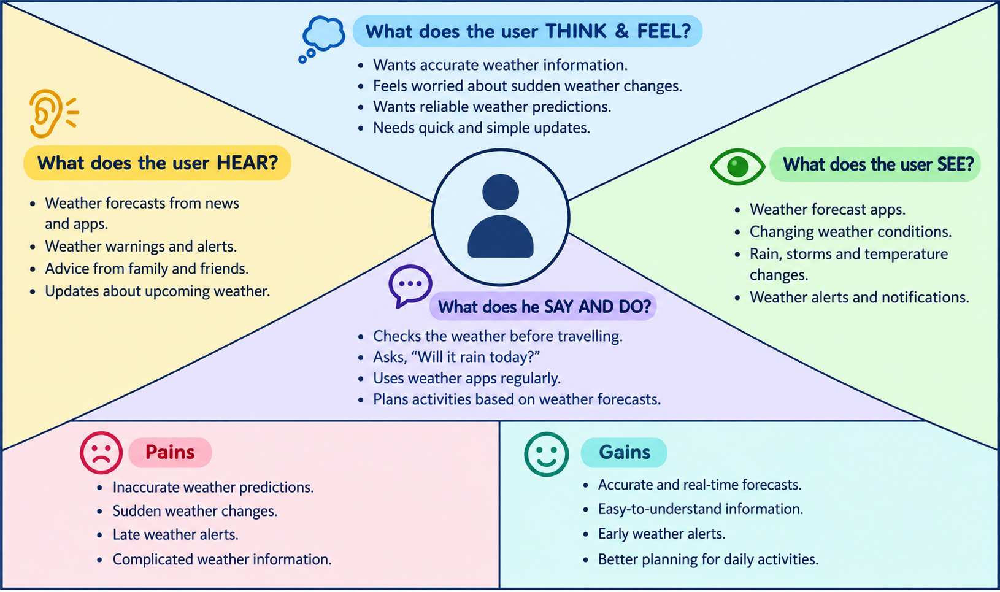 What does the user THINK & FEEL?
• Wants accurate weather information.
• Feels worried about sudden weather changes.
• Wants reliable weather predictions.
• Needs quick and simple updates.
What does the user HEAR?
• Weather forecasts from news
and apps.
• Weather warnings and alerts.
• Advice from family and friends.
• Updates about upcoming weather.
What does the user SEE?
• Weather forecast apps.
• Changing weather conditions.
• Rain, storms and temperature
changes.
• Weather alerts and notifications.
What does he SAY AND DO?
• Checks the weather before travelling.
• Asks, “Will it rain today?”
• Uses weather apps regularly.
• Plans activities based on weather forecasts.
Pains
• Inaccurate weather predictions.
• Sudden weather changes.
• Late weather alerts.
• Complicated weather information.
Gains
• Accurate and real-time forecasts.
• Easy-to-understand information.
• Early weather alerts.
• Better planning for daily activities.